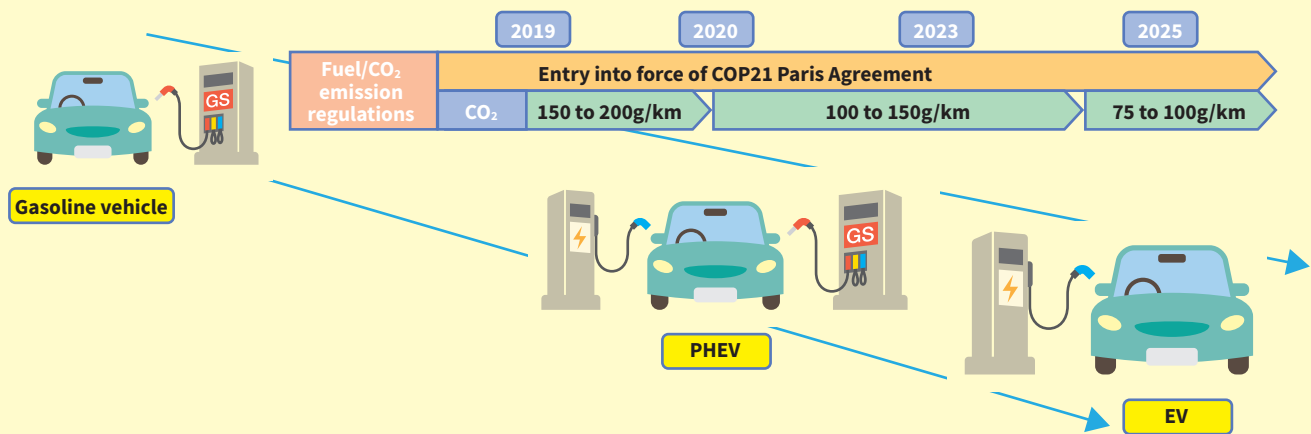 2019
2020
2023
2025
Fuel/CO₂
emission
regulations
Entry into force of COP21 Paris Agreement
CO₂
150 to 200g/km
100 to 150g/km
75 to 100g/km
GS
Gasoline vehicle
GS
PHEV
EV